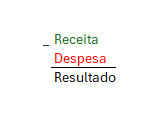 _ Receita
Despesa
Resultado